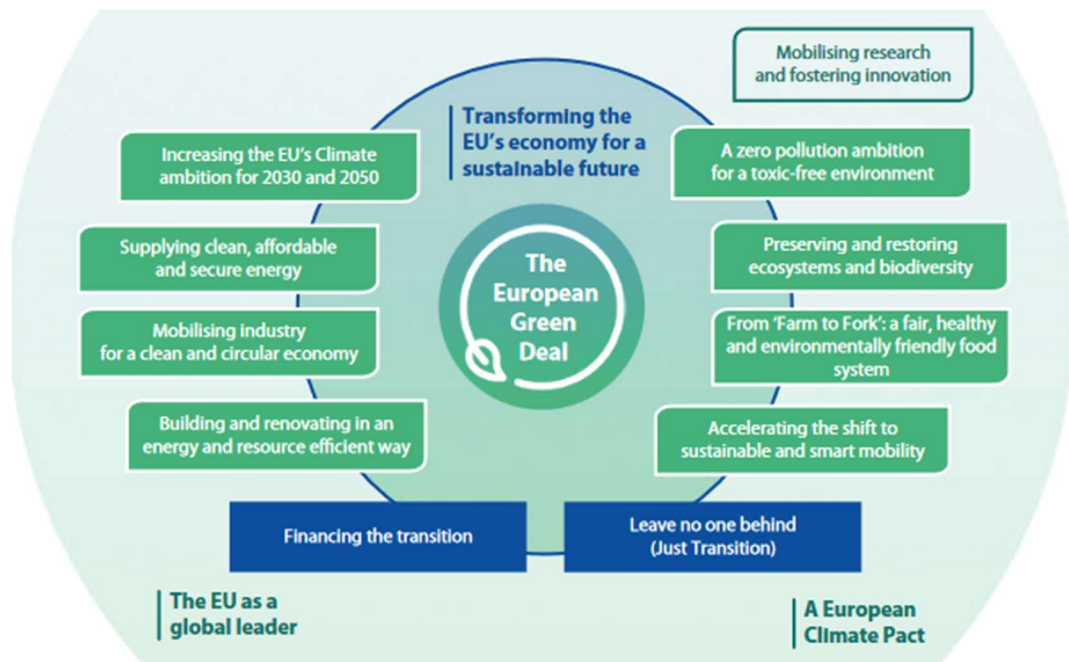 Mobilising research
and fostering innovation
Transforming the
EU's economy for a
sustainable future
Increasing the EU's Climate
ambition for 2030 and 2050
A zero pollution ambition
for a toxic-free environment
Supplying clean, affordable
and secure energy
Preserving and restoring
ecosystems and biodiversity
The
European
Green
Deal
Mobilising industry
for a clean and circular economy
From 'Farm to Fork': a fair, healthy
and environmentally friendly food
system
Building and renovating in an
energy and resource efficient way
Accelerating the shift to
sustainable and smart mobility
Financing the transition
Leave no one behind
(Just Transition)
The EU as a
global leader
A European
Climate Pact